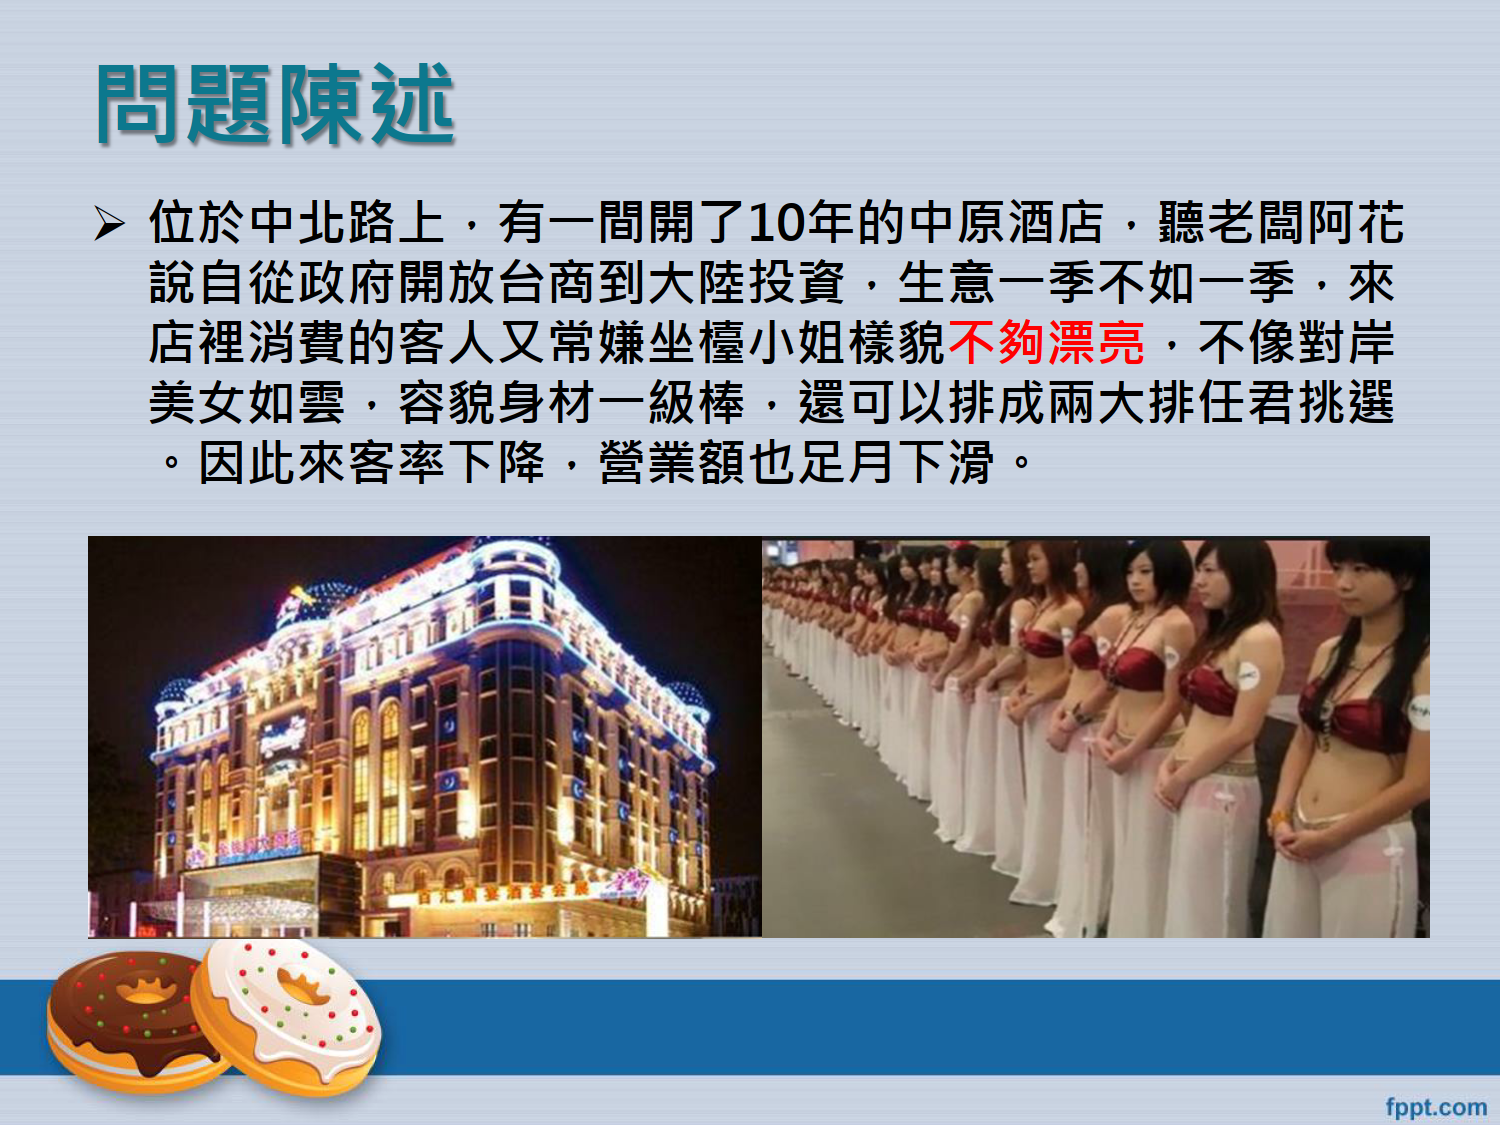 問題陳述
➢ 位於中北路上，有一間開了10年的中原酒店，聽老闆阿花
說自從政府開放台商到大陸投資，生意一季不如一季，來
店裡消費的客人又常嫌坐檯小姐樣貌不夠漂亮，不像對岸
美女如雲，容貌身材一級棒，還可以排成兩大排任君挑選
。因此來客率下降，營業額也足月下滑。
fppt.com